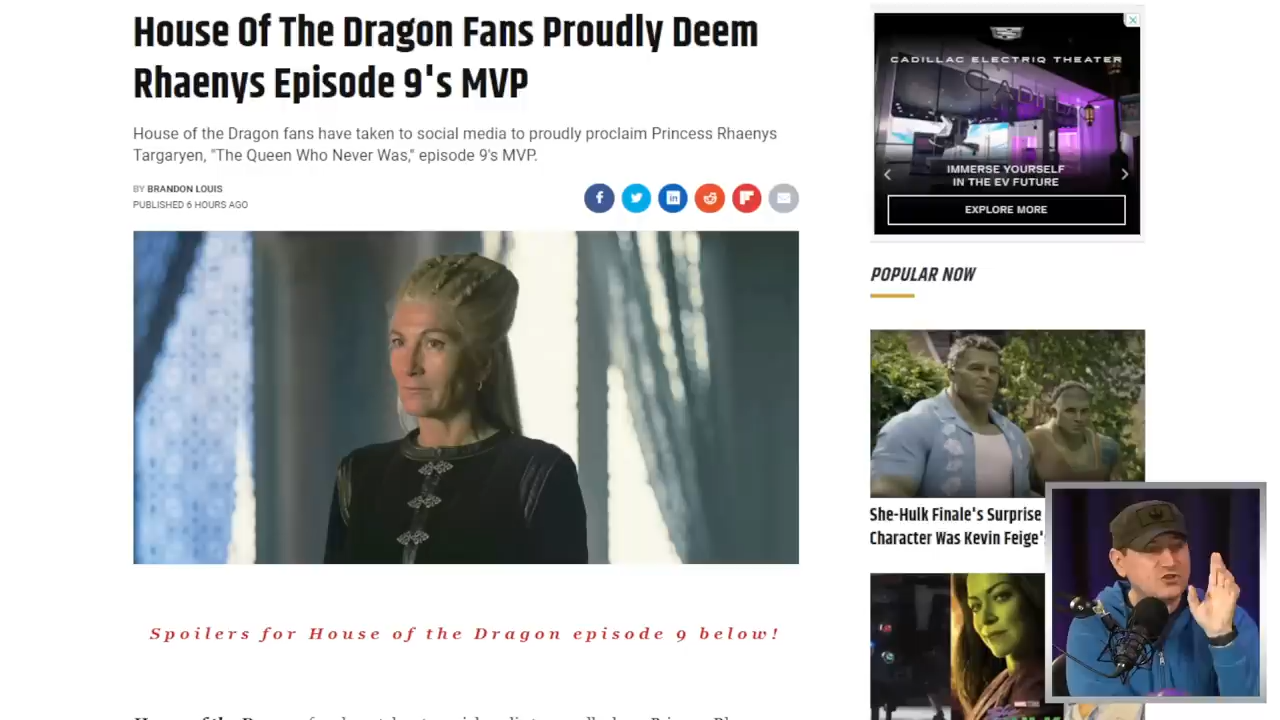 House Of The Dragon Fans Proudly Deem
Rhaenys Episode 9's MVP
House of the Dragon fans have taken to social media to proudly proclaim Princess Rhaenys
Targaryen, "The Queen Who Never Was," episode 9's MVP.
BY BRANDON LOUIS
PUBLISHED 6 HOURS AGO
Spoilers for House of the Dragon episode 9 below!
CADILLAC ELECTRIQ THEATER
IMMERSE YOURSELF
IN THE EV FUTURE
EXPLORE MORE
POPULAR NOW
She-Hulk Finale's Surprise
Character Was Kevin Feige's